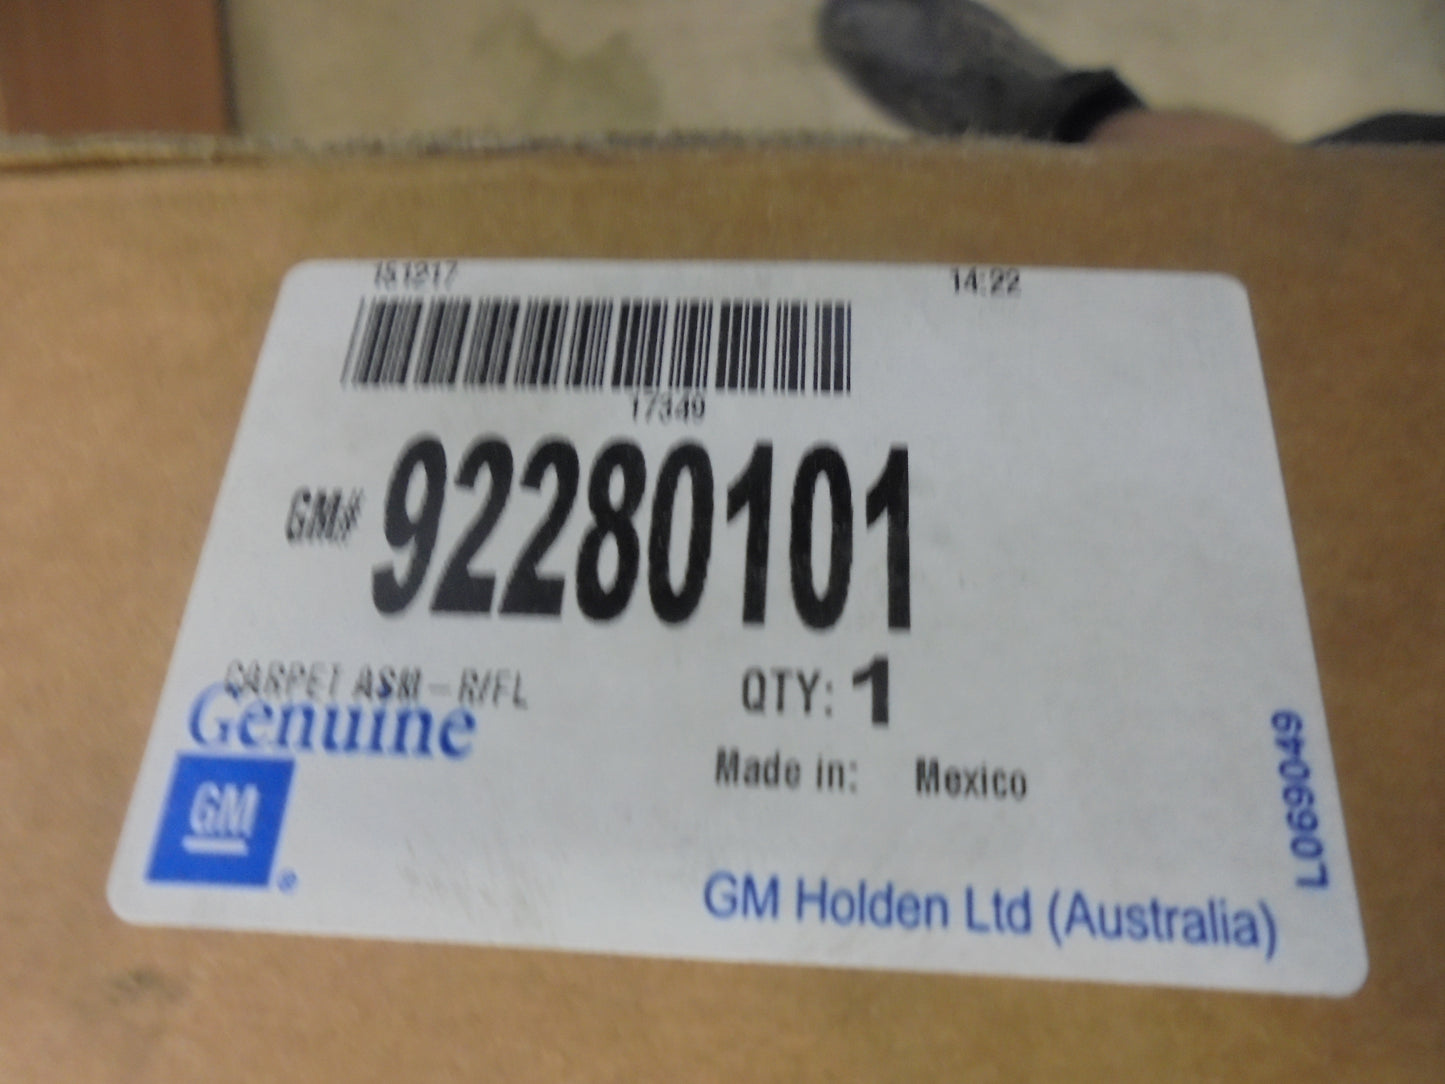 151217 14:22
17349
GM# 92280101
CARPET ASM-R/FL QTY: 1
Genuine
Made in: Mexico
GM
®
GM Holden Ltd (Australia)
L069049